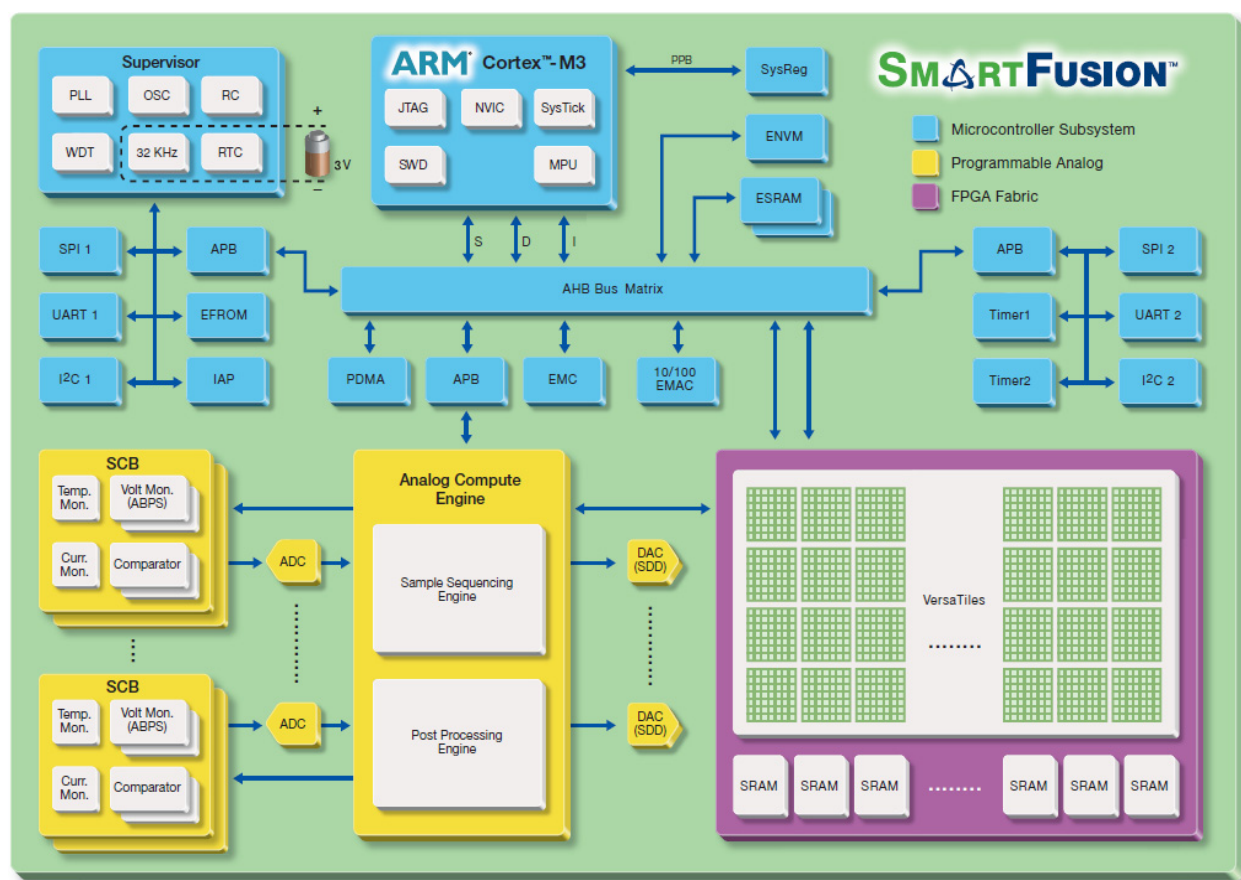 Supervisor
PLL
OSC
RC
WDT
32 KHz
RTC
+
3V
–
ARM® Cortex™-M3
JTAG
NVIC
SysTick
SWD
MPU
PPB
SysReg
ENVM
ESRAM
SMARTFUSION™
Microcontroller Subsystem
Programmable Analog
FPGA Fabric
S
D
I
SPI 1
APB
UART 1
EFROM
I²C 1
IAP
AHB Bus Matrix
PDMA
APB
EMC
10/100
EMAC
APB
SPI 2
Timer1
UART 2
Timer2
I²C 2
SCB
Temp.
Mon.
Volt Mon.
(ABPS)
Curr.
Mon.
Comparator
ADC
SCB
Temp.
Mon.
Volt Mon.
(ABPS)
Curr.
Mon.
Comparator
ADC
Analog Compute
Engine
Sample Sequencing
Engine
Post Processing
Engine
DAC
(SDD)
DAC
(SDD)
VersaTiles
........
SRAM
SRAM
SRAM
........
SRAM
SRAM
SRAM